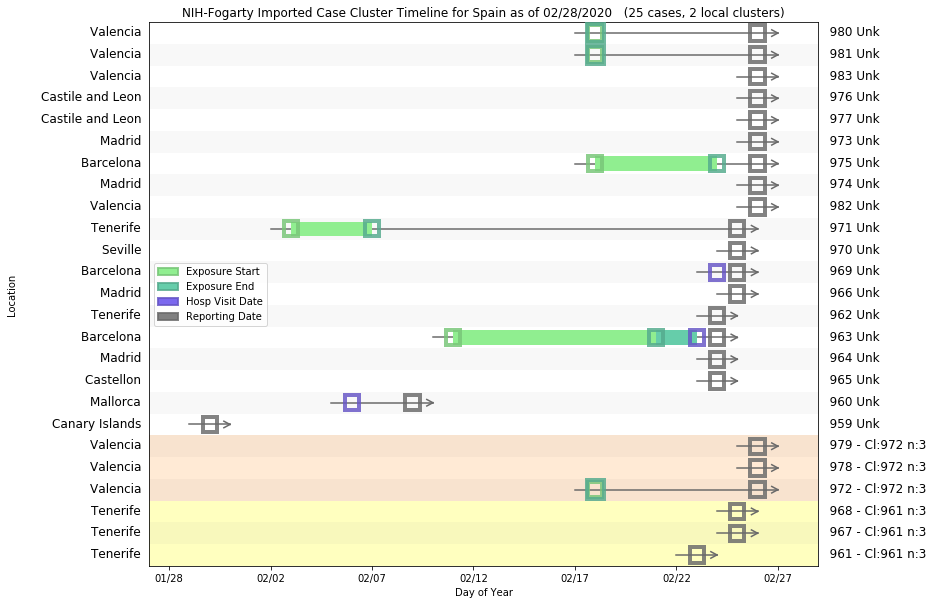 NIH-Fogarty Imported Case Cluster Timeline for Spain as of 02/28/2020 (25 cases, 2 local clusters)
Valencia 980 Unk
Valencia 981 Unk
Valencia 983 Unk
Castile and Leon 976 Unk
Castile and Leon 977 Unk
Madrid 973 Unk
Barcelona 975 Unk
Madrid 974 Unk
Valencia 982 Unk
Tenerife 971 Unk
Seville 970 Unk
Barcelona 969 Unk
Madrid 966 Unk
Tenerife 962 Unk
Barcelona 963 Unk
Madrid 964 Unk
Castellon 965 Unk
Mallorca 960 Unk
Canary Islands 959 Unk
Valencia 979 - Cl:972 n:3
Valencia 978 - Cl:972 n:3
Valencia 972 - Cl:972 n:3
Tenerife 968 - Cl:961 n:3
Tenerife 967 - Cl:961 n:3
Tenerife 961 - Cl:961 n:3
Location
Exposure Start
Exposure End
Hosp Visit Date
Reporting Date
01/28 02/02 02/07 02/12 02/17 02/22 02/27
Day of Year